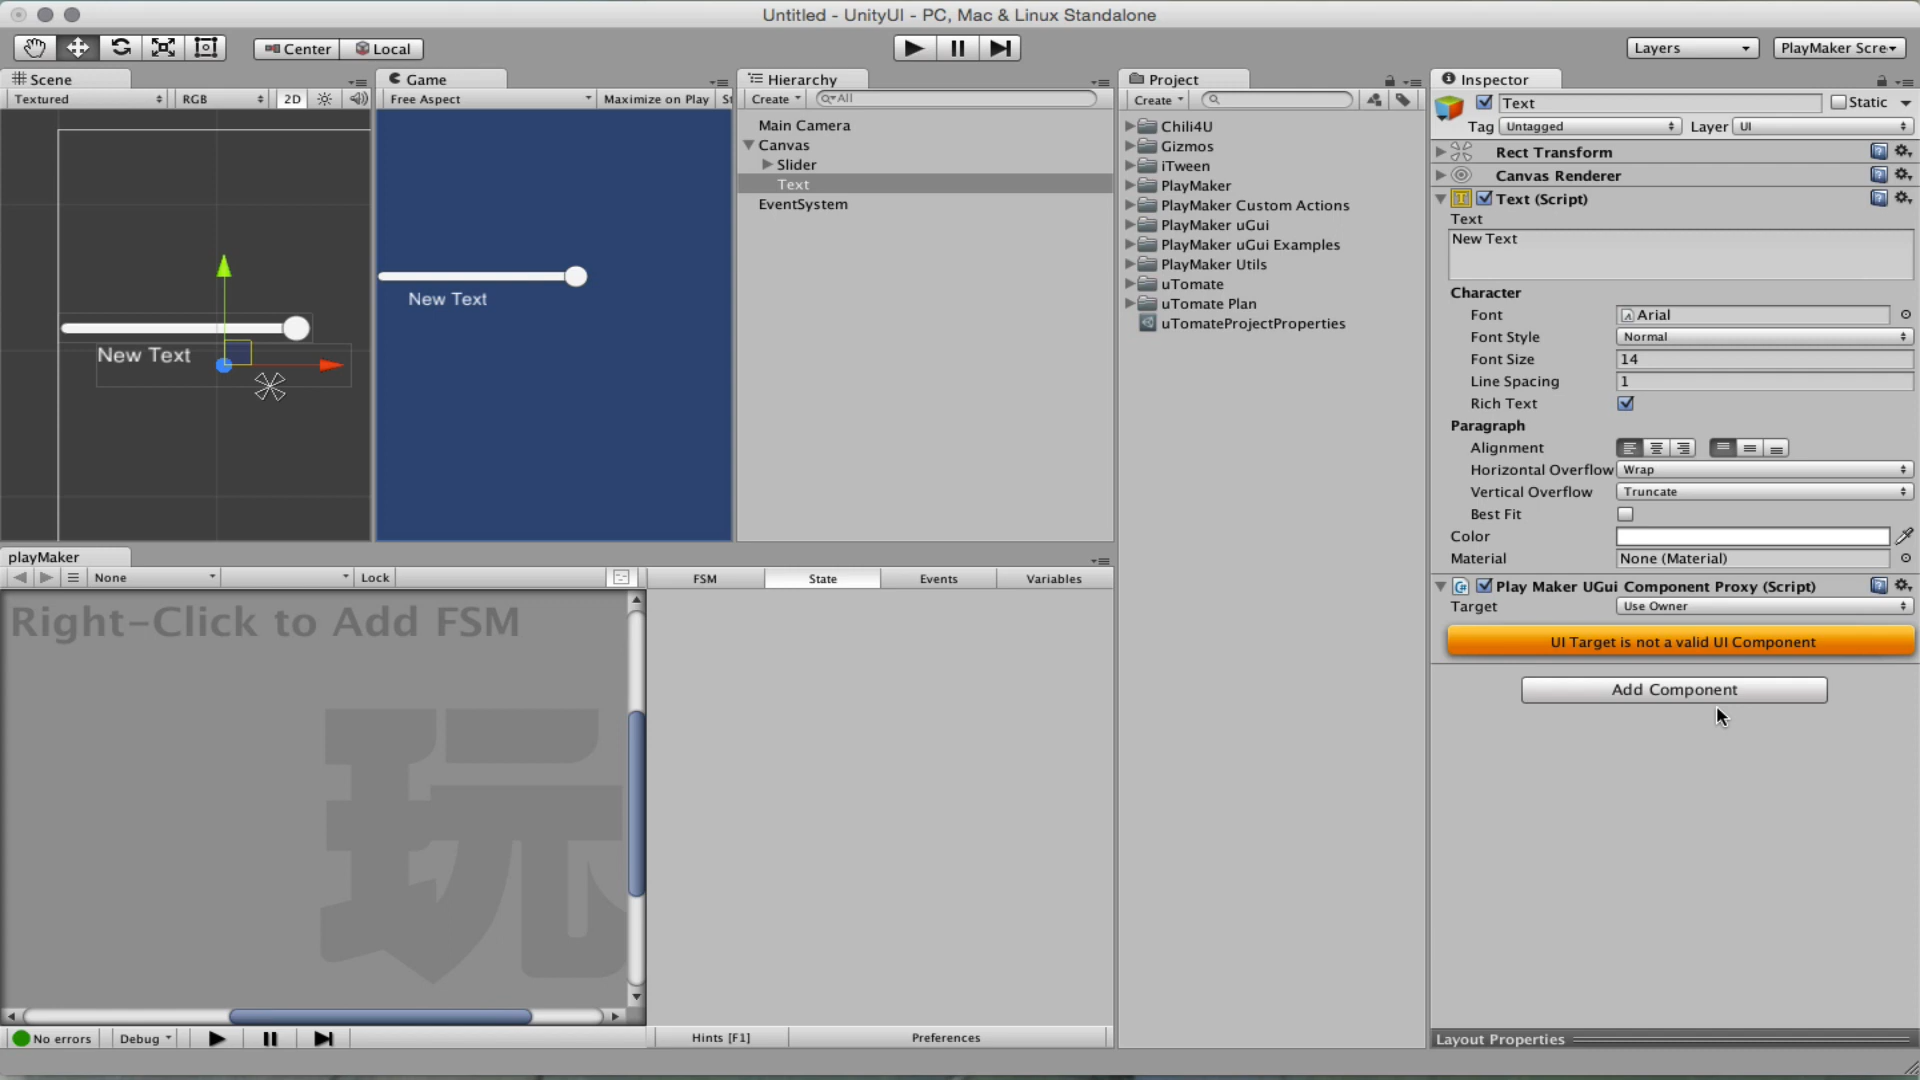 Untitled - UnityUI - PC, Mac & Linux Standalone
Center
Local
Layers
PlayMaker Scre
Scene
Textured
RGB
2D
Game
Free Aspect
Maximize on Play
St
New Text
New Text
Hierarchy
Create
All
Main Camera
Canvas
Slider
Text
EventSystem
Project
Create
Chili4U
Gizmos
iTween
PlayMaker
PlayMaker Custom Actions
PlayMaker uGui
PlayMaker uGui Examples
PlayMaker Utils
uTomate
uTomate Plan
uTomateProjectProperties
Inspector
Text
Static
Tag Untagged Layer UI
Rect Transform
Canvas Renderer
Text (Script)
Text
New Text
Character
Font Arial
Font Style Normal
Font Size 14
Line Spacing 1
Rich Text
Paragraph
Alignment
Horizontal Overflow Wrap
Vertical Overflow Truncate
Best Fit
Color
Material None (Material)
Play Maker UGui Component Proxy (Script)
Target Use Owner
UI Target is not a valid UI Component
Add Component
Layout Properties
playMaker
None
Lock
FSM
State
Events
Variables
Right-Click to Add FSM
玩
No errors
Debug
Hints [F1]
Preferences